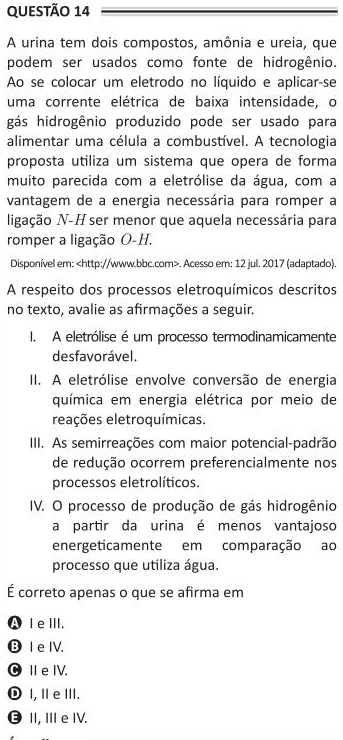 QUESTÃO 14
A urina tem dois compostos, amônia e ureia, que
podem ser usados como fonte de hidrogênio.
Ao se colocar um eletrodo no líquido e aplicar-se
uma corrente elétrica de baixa intensidade, o
gás hidrogênio produzido pode ser usado para
alimentar uma célula a combustível. A tecnologia
proposta utiliza um sistema que opera de forma
muito parecida com a eletrólise da água, com a
vantagem de a energia necessária para romper a
ligação N-H ser menor que aquela necessária para
romper a ligação O-H.
Disponível em: <http://www.bbc.com>. Acesso em: 12 jul. 2017 (adaptado).
A respeito dos processos eletroquímicos descritos
no texto, avalie as afirmações a seguir.
I. A eletrólise é um processo termodinamicamente
desfavorável.
II. A eletrólise envolve conversão de energia
química em energia elétrica por meio de
reações eletroquímicas.
III. As semirreações com maior potencial-padrão
de redução ocorrem preferencialmente nos
processos eletrolíticos.
IV. O processo de produção de gás hidrogênio
a partir da urina é menos vantajoso
energeticamente em comparação ao
processo que utiliza água.
É correto apenas o que se afirma em
A I e III.
B I e IV.
C II e IV.
D I, II e III.
E II, III e IV.